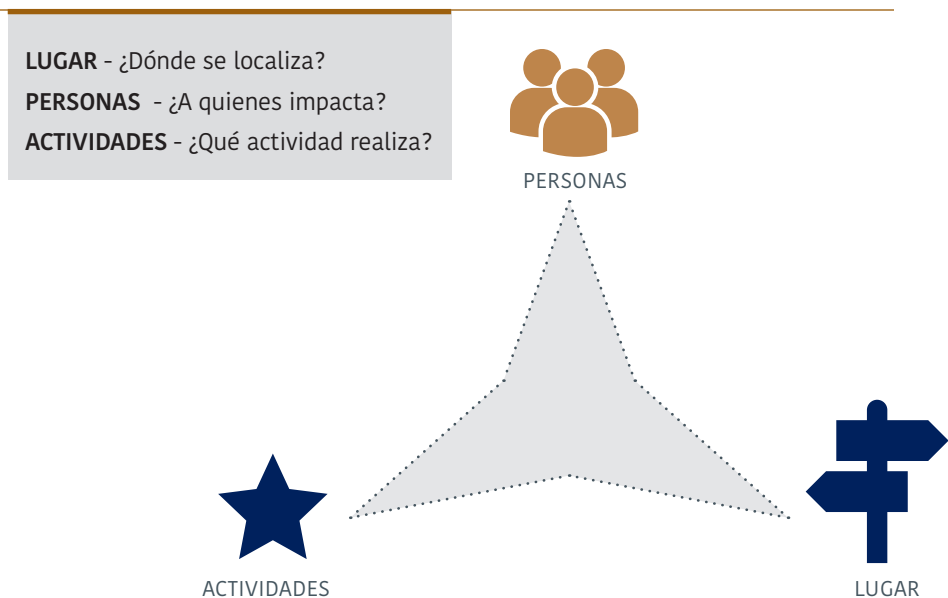 LUGAR - ¿Dónde se localiza?
PERSONAS - ¿A quienes impacta?
ACTIVIDADES - ¿Qué actividad realiza?
PERSONAS
ACTIVIDADES
LUGAR